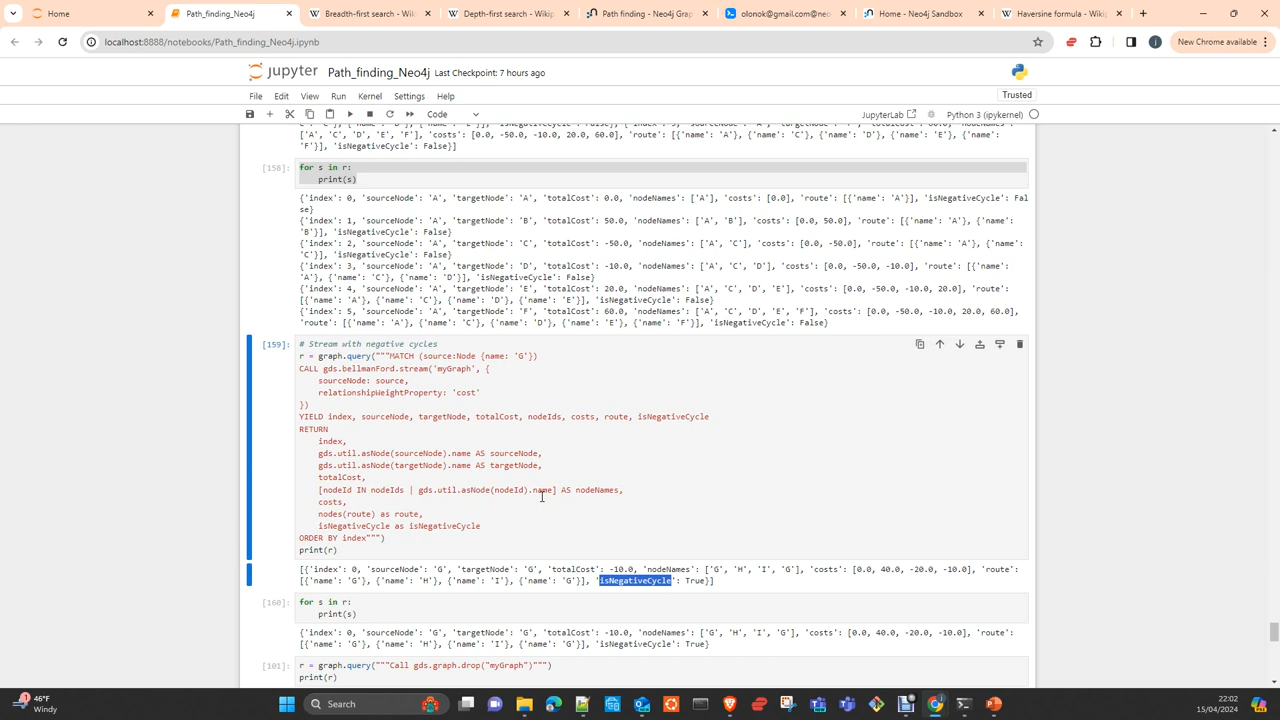 Home
Path_finding_Neo4j
Breadth-first search - Wiki
Depth-first search - Wikip
Path finding - Neo4j Grap
olonok@gmail.com@neo
Home - Neo4j Sandbox
Haversine formula - Wikip
localhost:8888/notebooks/Path_finding_Neo4j.ipynb
New Chrome available
jupyter Path_finding_Neo4j Last Checkpoint: 7 hours ago
File Edit View Run Kernel Settings Help
Trusted
Code
JupyterLab
Python 3 (ipykernel)
['A', 'C', 'D', 'E', 'F'], 'costs': [0.0, -50.0, -10.0, 20.0, 60.0], 'route': [{'name': 'A'}, {'name': 'C'}, {'name': 'D'}, {'name': 'E'}, {'name':
'F'}], 'isNegativeCycle': False}]
[158]:
for s in r:
print(s)
{'index': 0, 'sourceNode': 'A', 'targetNode': 'A', 'totalCost': 0.0, 'nodeNames': ['A'], 'costs': [0.0], 'route': [{'name': 'A'}], 'isNegativeCycle': Fal
se}
{'index': 1, 'sourceNode': 'A', 'targetNode': 'B', 'totalCost': 50.0, 'nodeNames': ['A', 'B'], 'costs': [0.0, 50.0], 'route': [{'name': 'A'}, {'name':
'B'}], 'isNegativeCycle': False}
{'index': 2, 'sourceNode': 'A', 'targetNode': 'C', 'totalCost': -50.0, 'nodeNames': ['A', 'C'], 'costs': [0.0, -50.0], 'route': [{'name': 'A'}, {'name':
'C'}], 'isNegativeCycle': False}
{'index': 3, 'sourceNode': 'A', 'targetNode': 'D', 'totalCost': -10.0, 'nodeNames': ['A', 'C', 'D'], 'costs': [0.0, -50.0, -10.0], 'route': [{'name':
'A'}, {'name': 'C'}, {'name': 'D'}], 'isNegativeCycle': False}
{'index': 4, 'sourceNode': 'A', 'targetNode': 'E', 'totalCost': 20.0, 'nodeNames': ['A', 'C', 'D', 'E'], 'costs': [0.0, -50.0, -10.0, 20.0], 'route':
[{'name': 'A'}, {'name': 'C'}, {'name': 'D'}, {'name': 'E'}], 'isNegativeCycle': False}
{'index': 5, 'sourceNode': 'A', 'targetNode': 'F', 'totalCost': 60.0, 'nodeNames': ['A', 'C', 'D', 'E', 'F'], 'costs': [0.0, -50.0, -10.0, 20.0, 60.0],
'route': [{'name': 'A'}, {'name': 'C'}, {'name': 'D'}, {'name': 'E'}, {'name': 'F'}], 'isNegativeCycle': False}
[159]:
# Stream with negative cycles
r = graph.query("""MATCH (source:Node {name: 'G'})
CALL gds.bellmanFord.stream('myGraph', {
sourceNode: source,
relationshipWeightProperty: 'cost'
})
YIELD index, sourceNode, targetNode, totalCost, nodeIds, costs, route, isNegativeCycle
RETURN
index,
gds.util.asNode(sourceNode).name AS sourceNode,
gds.util.asNode(targetNode).name AS targetNode,
totalCost,
[nodeId IN nodeIds | gds.util.asNode(nodeId).name] AS nodeNames,
costs,
nodes(route) as route,
isNegativeCycle as isNegativeCycle
ORDER BY index""")
print(r)
[{'index': 0, 'sourceNode': 'G', 'targetNode': 'G', 'totalCost': -10.0, 'nodeNames': ['G', 'H', 'I', 'G'], 'costs': [0.0, 40.0, -20.0, -10.0], 'route':
[{'name': 'G'}, {'name': 'H'}, {'name': 'I'}, {'name': 'G'}], 'isNegativeCycle': True}]
[160]:
for s in r:
print(s)
{'index': 0, 'sourceNode': 'G', 'targetNode': 'G', 'totalCost': -10.0, 'nodeNames': ['G', 'H', 'I', 'G'], 'costs': [0.0, 40.0, -20.0, -10.0], 'route':
[{'name': 'G'}, {'name': 'H'}, {'name': 'I'}, {'name': 'G'}], 'isNegativeCycle': True}
[101]:
r = graph.query("""Call gds.graph.drop("myGraph")""")
print(r)
46°F
Windy
Search
22:02
15/04/2024